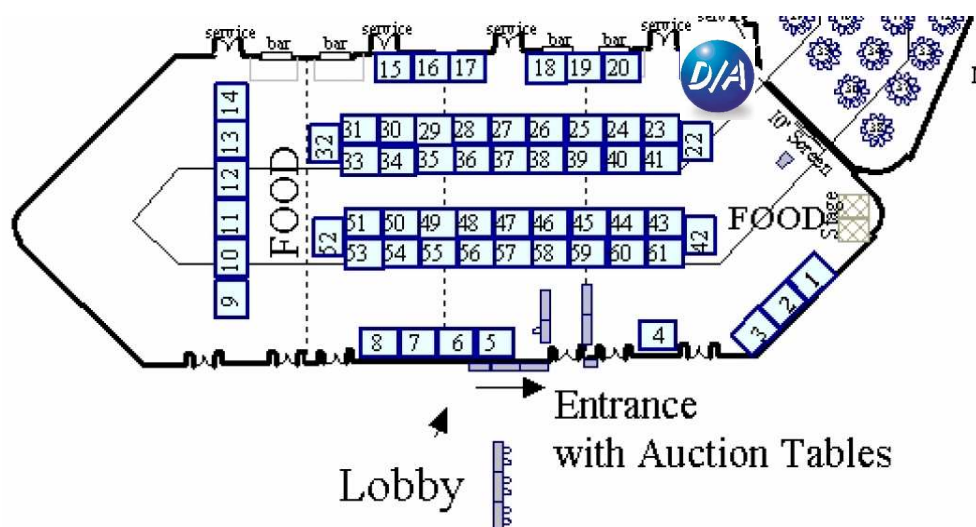 service
service
service
service
bar
bar
bar
bar
15 16 17
18 19 20
D/A
14
13
12
11
10
9
FOOD
32
31 30 29 28 27 26 25 24 23
22
33 34 35 36 37 38 39 40 41
52
51 50 49 48 47 46 45 44 43
42
53 54 55 56 57 58 59 60 61
10' Screen
FOOD
Stage
1
2
3
4
8 7 6 5
Entrance
with Auction Tables
Lobby